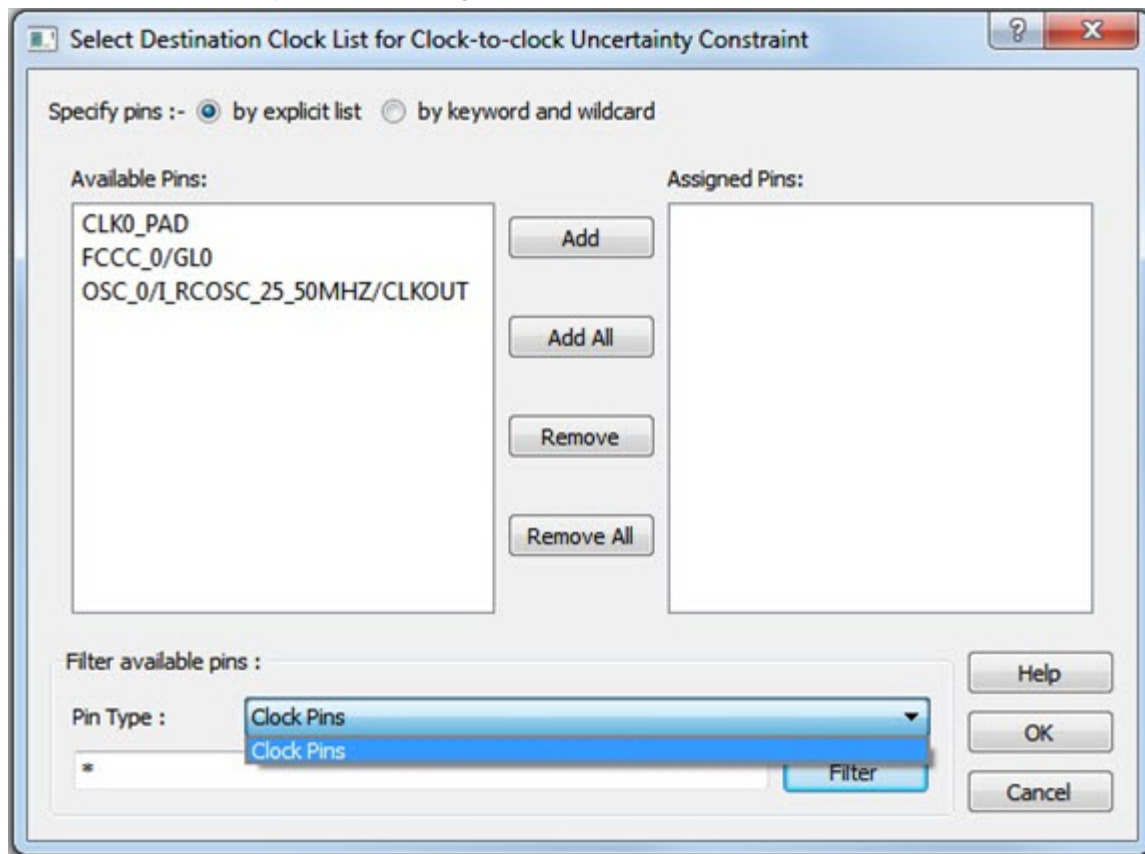 Select Destination Clock List for Clock-to-clock Uncertainty Constraint
Specify pins :- by explicit list by keyword and wildcard
Available Pins:
Assigned Pins:
CLK0_PAD
FCCC_0/GL0
OSC_0/I_RCOSC_25_50MHZ/CLKOUT
Add
Add All
Remove
Remove All
Filter available pins :
Pin Type :
Clock Pins
Clock Pins
*
Filter
Help
OK
Cancel